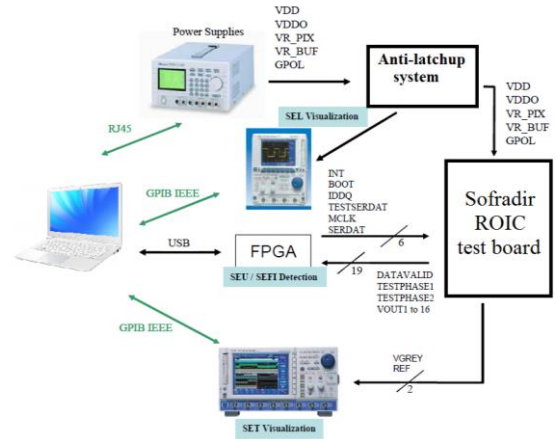 Power Supplies
VDD
VDDO
VR_PIX
VR_BUF
GPOL
Anti-latchup
system
VDD
VDDO
VR_PIX
VR_BUF
GPOL
RJ45
SEL Visualization
GPIB IEEE
INT
BOOT
IDDQ
TESTSERDAT
MCLK
SERDAT
6
Sofradir
ROIC
test board
USB
FPGA
SEU / SEFI Detection
19
DATAVALID
TESTPHASE1
TESTPHASE2
VOUT1 to 16
GPIB IEEE
VGREY
REF
2
SET Visualization